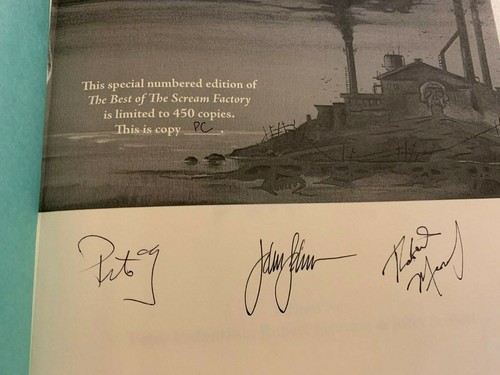 This special numbered edition of
The Best of The Scream Factory
is limited to 450 copies.
This is copy PC.
Robert